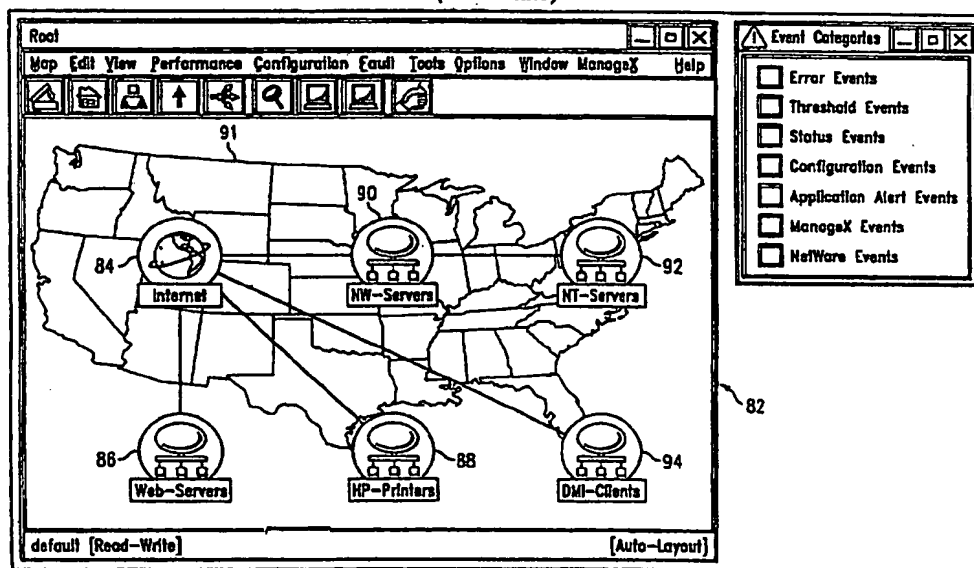 Root
Map Edit View Performance Configuration Fault Tools Options Window ManageX Help
91
90
84
92
Internet
NW-Servers
NT-Servers
82
86
88
94
Web-Servers
HP-Printers
DMI-Clients
default [Read-Write] [Auto-Layout]
Event Categories
Error Events
Threshold Events
Status Events
Configuration Events
Application Alert Events
ManageX Events
NetWare Events